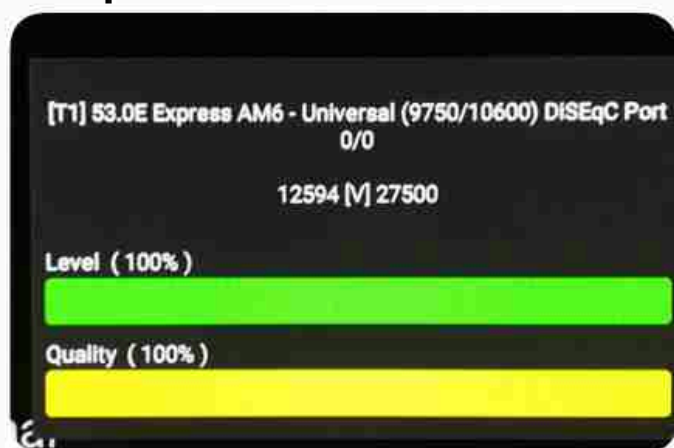 [T1] 53.0E Express AM6 - Universal (9750/10600) DiSEqC Port
0/0
12594 [V] 27500
Level ( 100% )
Quality ( 100% )